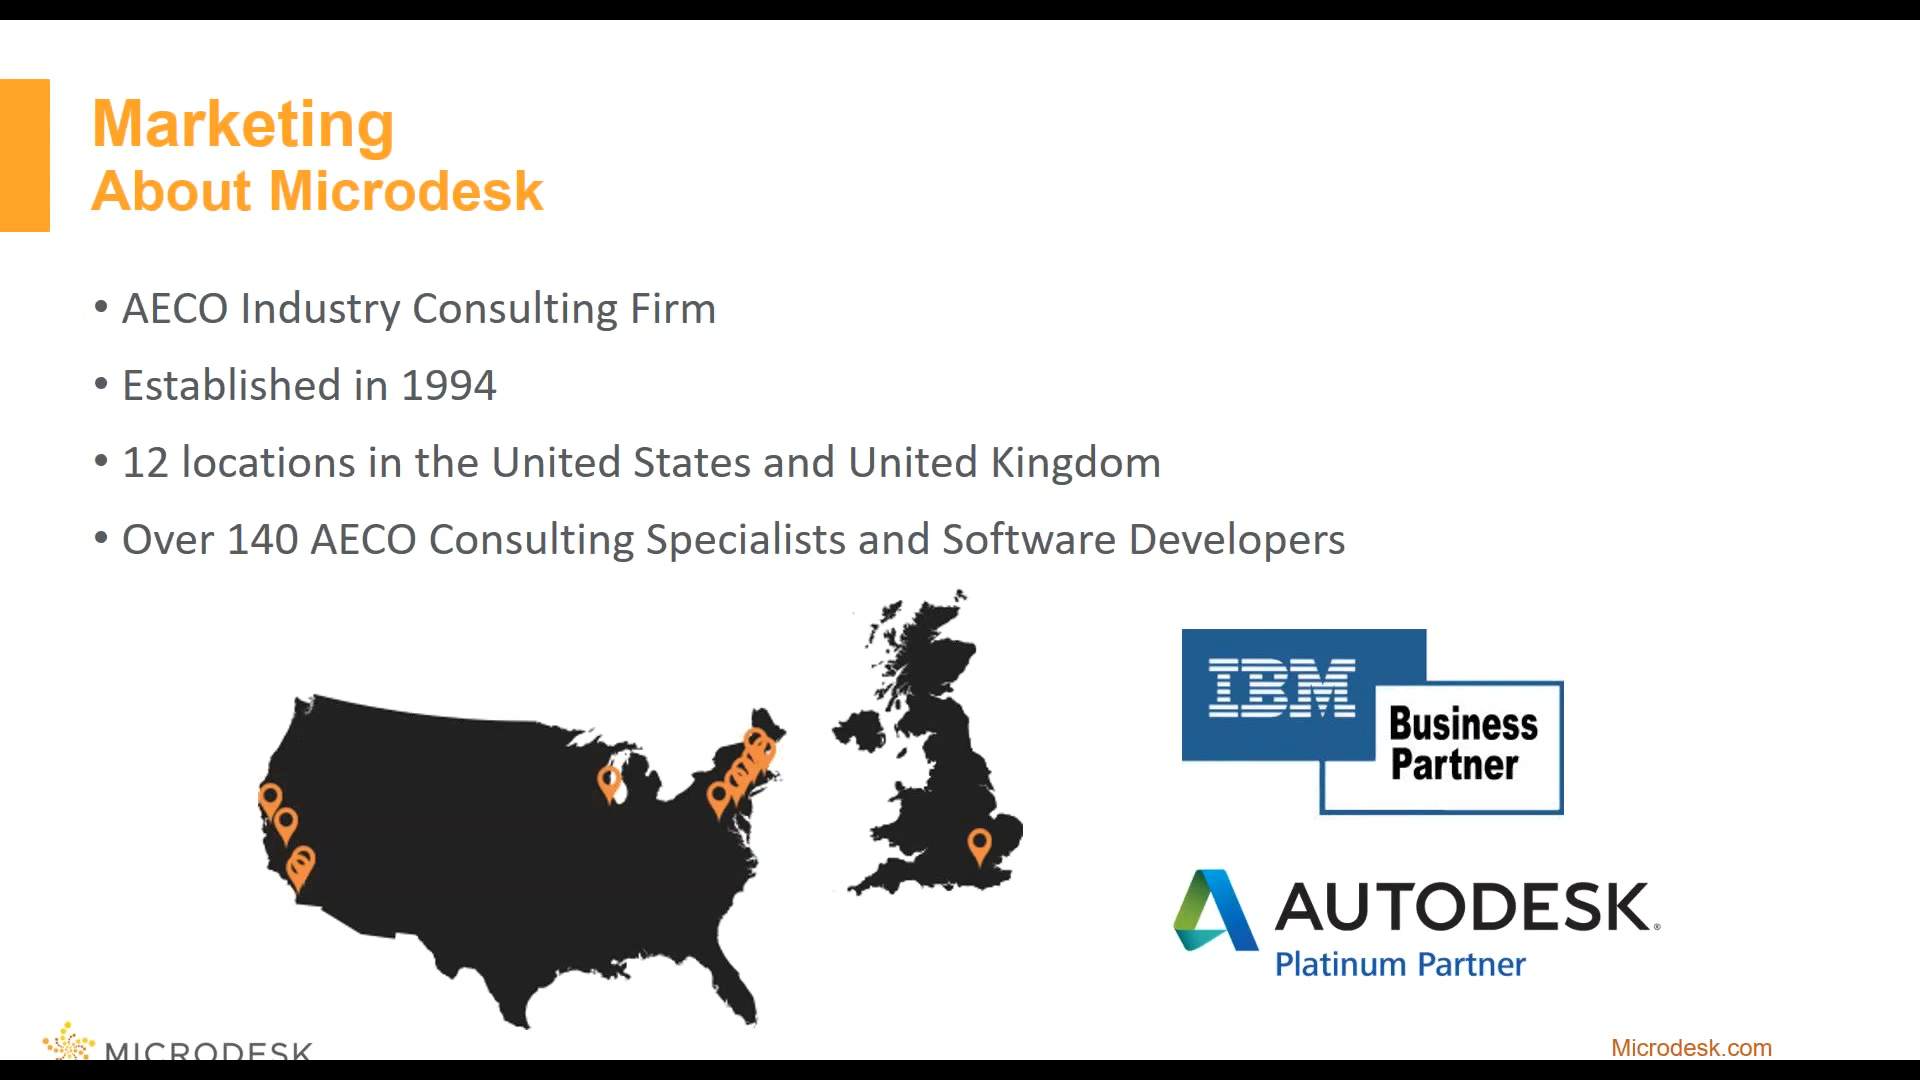 Marketing
About Microdesk
• AECO Industry Consulting Firm
• Established in 1994
• 12 locations in the United States and United Kingdom
• Over 140 AECO Consulting Specialists and Software Developers
IBM
Business
Partner
AUTODESK®
Platinum Partner
MICRODESK
Microdesk.com